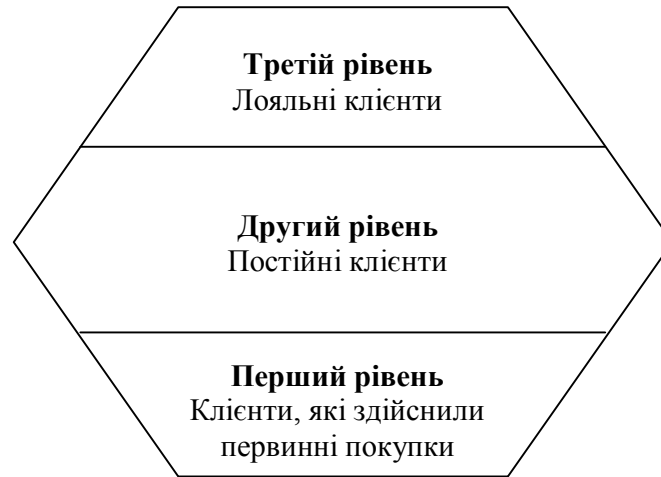 Третій рівень
Лояльні клієнти
Другий рівень
Постійні клієнти
Перший рівень
Клієнти, які здійснили
первинні покупки